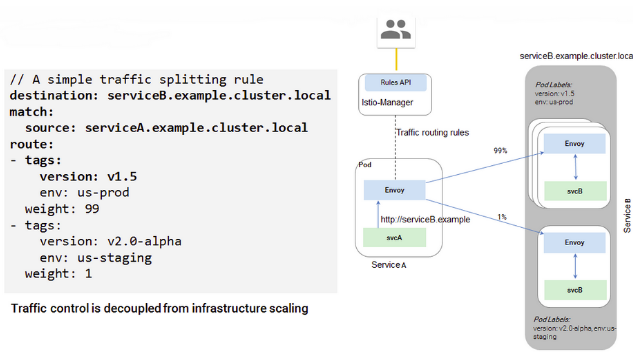 // A simple traffic splitting rule
destination: serviceB.example.cluster.local
match:
source: serviceA.example.cluster.local
route:
- tags:
version: v1.5
env: us-prod
weight: 99
- tags:
version: v2.0-alpha
env: us-staging
weight: 1
Traffic control is decoupled from infrastructure scaling
Rules API
Istio-Manager
Traffic routing rules
Pod
Envoy
http://serviceB.example
svcA
Service A
99%
1%
serviceB.example.cluster.local
Pod Labels:
version: v1.5
env: us-prod
Envoy
svcB
Envoy
svcB
Pod Labels:
version: v2.0-alpha, env:us-
staging
Service B